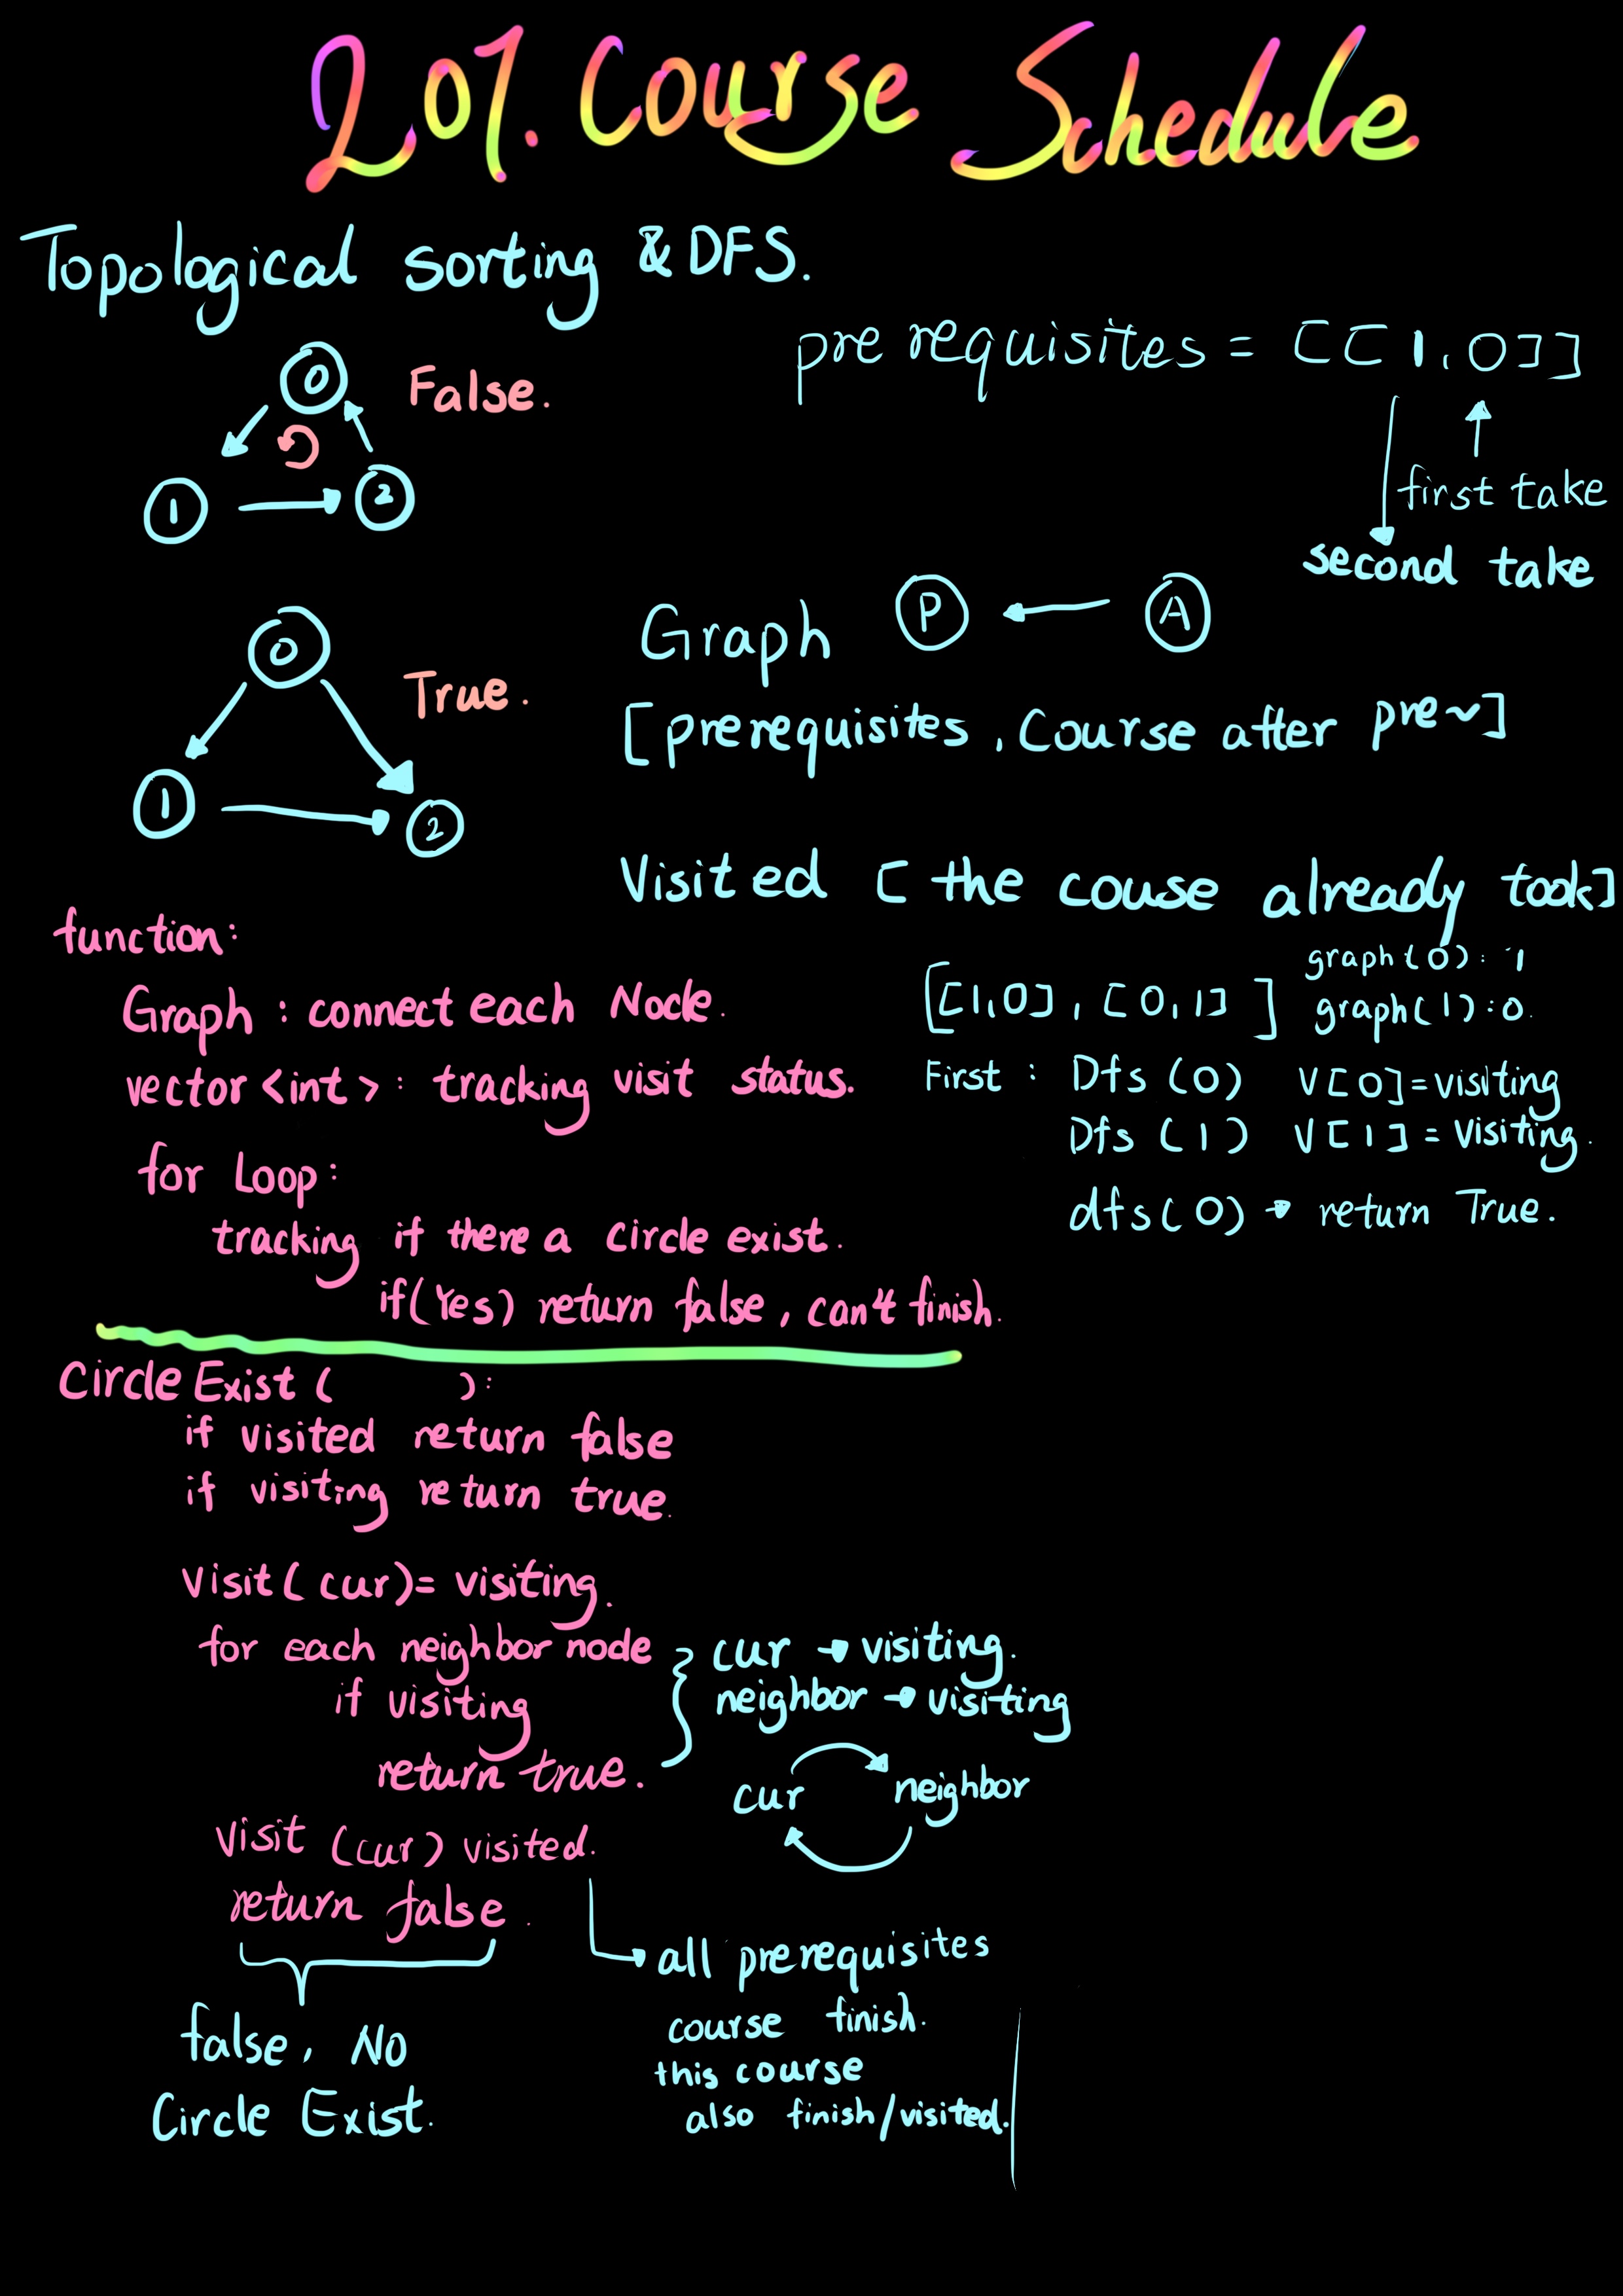 207. Course Schedule
Topological sorting & DFS.
0
False.
1
2
prerequisites = [[1,0]]
first take
second take
0
True.
1
2
Graph P A
[prerequisites, Course after pre~]
Visited [the couse already took]
function:
Graph : connect each Node.
vector<int>: tracking visit status.
for Loop:
tracking if there a circle exist.
if(Yes) return false, can't finish.
[[1,0], [0,1]]
graph(0): 1
graph(1):0.
First : Dfs (0) V[0]=visiting
Dfs (1) V[1] = Visiting.
dfs(0) → return True.
Circle Exist ( ):
if visited return false
if visiting return true.
Visit(cur)= visiting.
for each neighbor node
if visiting
return true.
cur → visiting.
neighbor → visiting
cur neighbor
Visit (cur) visited.
return false.
false, No
Circle Exist.
all prerequisites
course finish.
this course
also finish/visited.